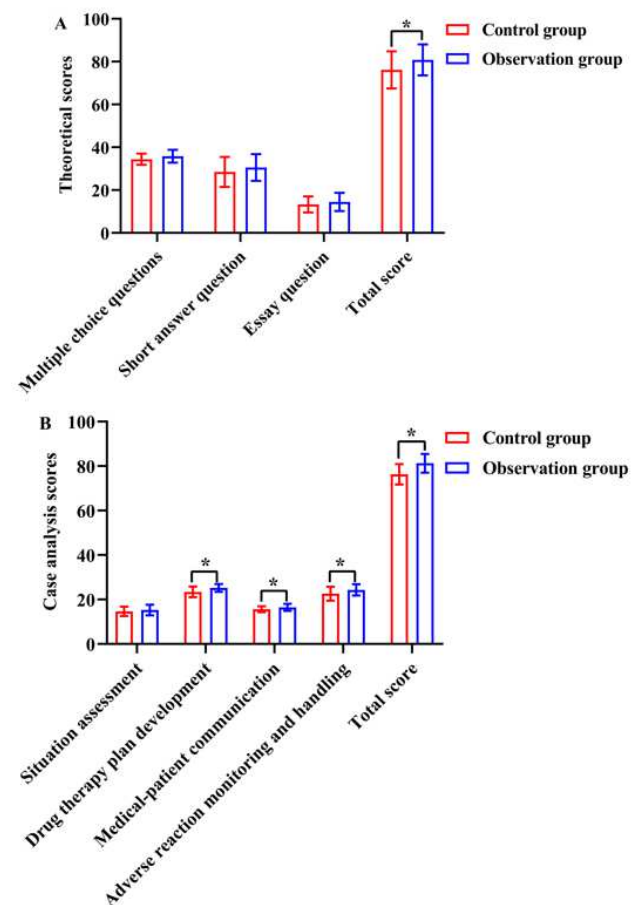 A
Control group
Observation group
*
Theoretical scores
100
80
60
40
20
0
Multiple choice questions
Short answer question
Essay question
Total score
B
Control group
Observation group
*
*
*
*
Case analysis scores
100
80
60
40
20
0
Situation assessment
Drug therapy plan development
Medical-patient communication
Adverse reaction monitoring and handling
Total score